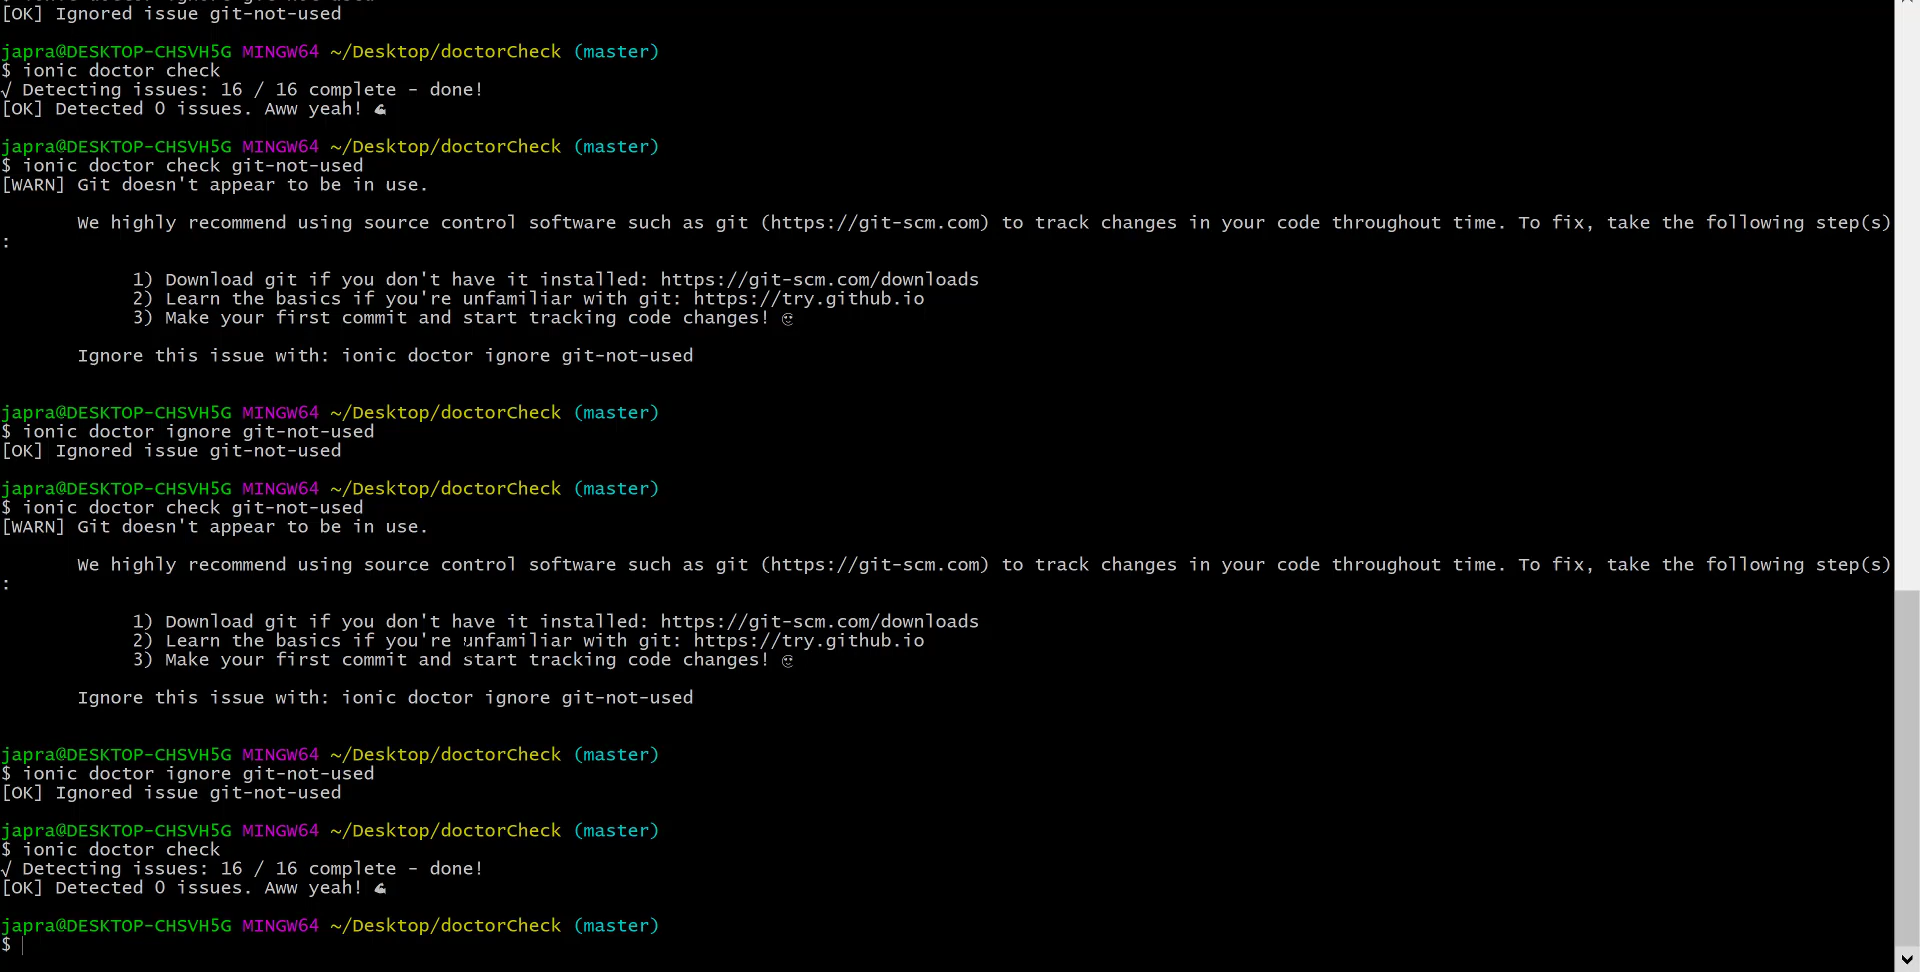 [OK] Ignored issue git-not-used
japra@DESKTOP-CHSVH5G MINGW64 ~/Desktop/doctorCheck (master)
$ ionic doctor check
√ Detecting issues: 16 / 16 complete - done!
[OK] Detected 0 issues. Aww yeah! 💪
japra@DESKTOP-CHSVH5G MINGW64 ~/Desktop/doctorCheck (master)
$ ionic doctor check git-not-used
[WARN] Git doesn't appear to be in use.
We highly recommend using source control software such as git (https://git-scm.com) to track changes in your code throughout time. To fix, take the following step(s)
:
1) Download git if you don't have it installed: https://git-scm.com/downloads
2) Learn the basics if you're unfamiliar with git: https://try.github.io
3) Make your first commit and start tracking code changes! 😍
Ignore this issue with: ionic doctor ignore git-not-used
japra@DESKTOP-CHSVH5G MINGW64 ~/Desktop/doctorCheck (master)
$ ionic doctor ignore git-not-used
[OK] Ignored issue git-not-used
japra@DESKTOP-CHSVH5G MINGW64 ~/Desktop/doctorCheck (master)
$ ionic doctor check git-not-used
[WARN] Git doesn't appear to be in use.
We highly recommend using source control software such as git (https://git-scm.com) to track changes in your code throughout time. To fix, take the following step(s)
:
1) Download git if you don't have it installed: https://git-scm.com/downloads
2) Learn the basics if you're unfamiliar with git: https://try.github.io
3) Make your first commit and start tracking code changes! 😍
Ignore this issue with: ionic doctor ignore git-not-used
japra@DESKTOP-CHSVH5G MINGW64 ~/Desktop/doctorCheck (master)
$ ionic doctor ignore git-not-used
[OK] Ignored issue git-not-used
japra@DESKTOP-CHSVH5G MINGW64 ~/Desktop/doctorCheck (master)
$ ionic doctor check
√ Detecting issues: 16 / 16 complete - done!
[OK] Detected 0 issues. Aww yeah! 💪
japra@DESKTOP-CHSVH5G MINGW64 ~/Desktop/doctorCheck (master)
$